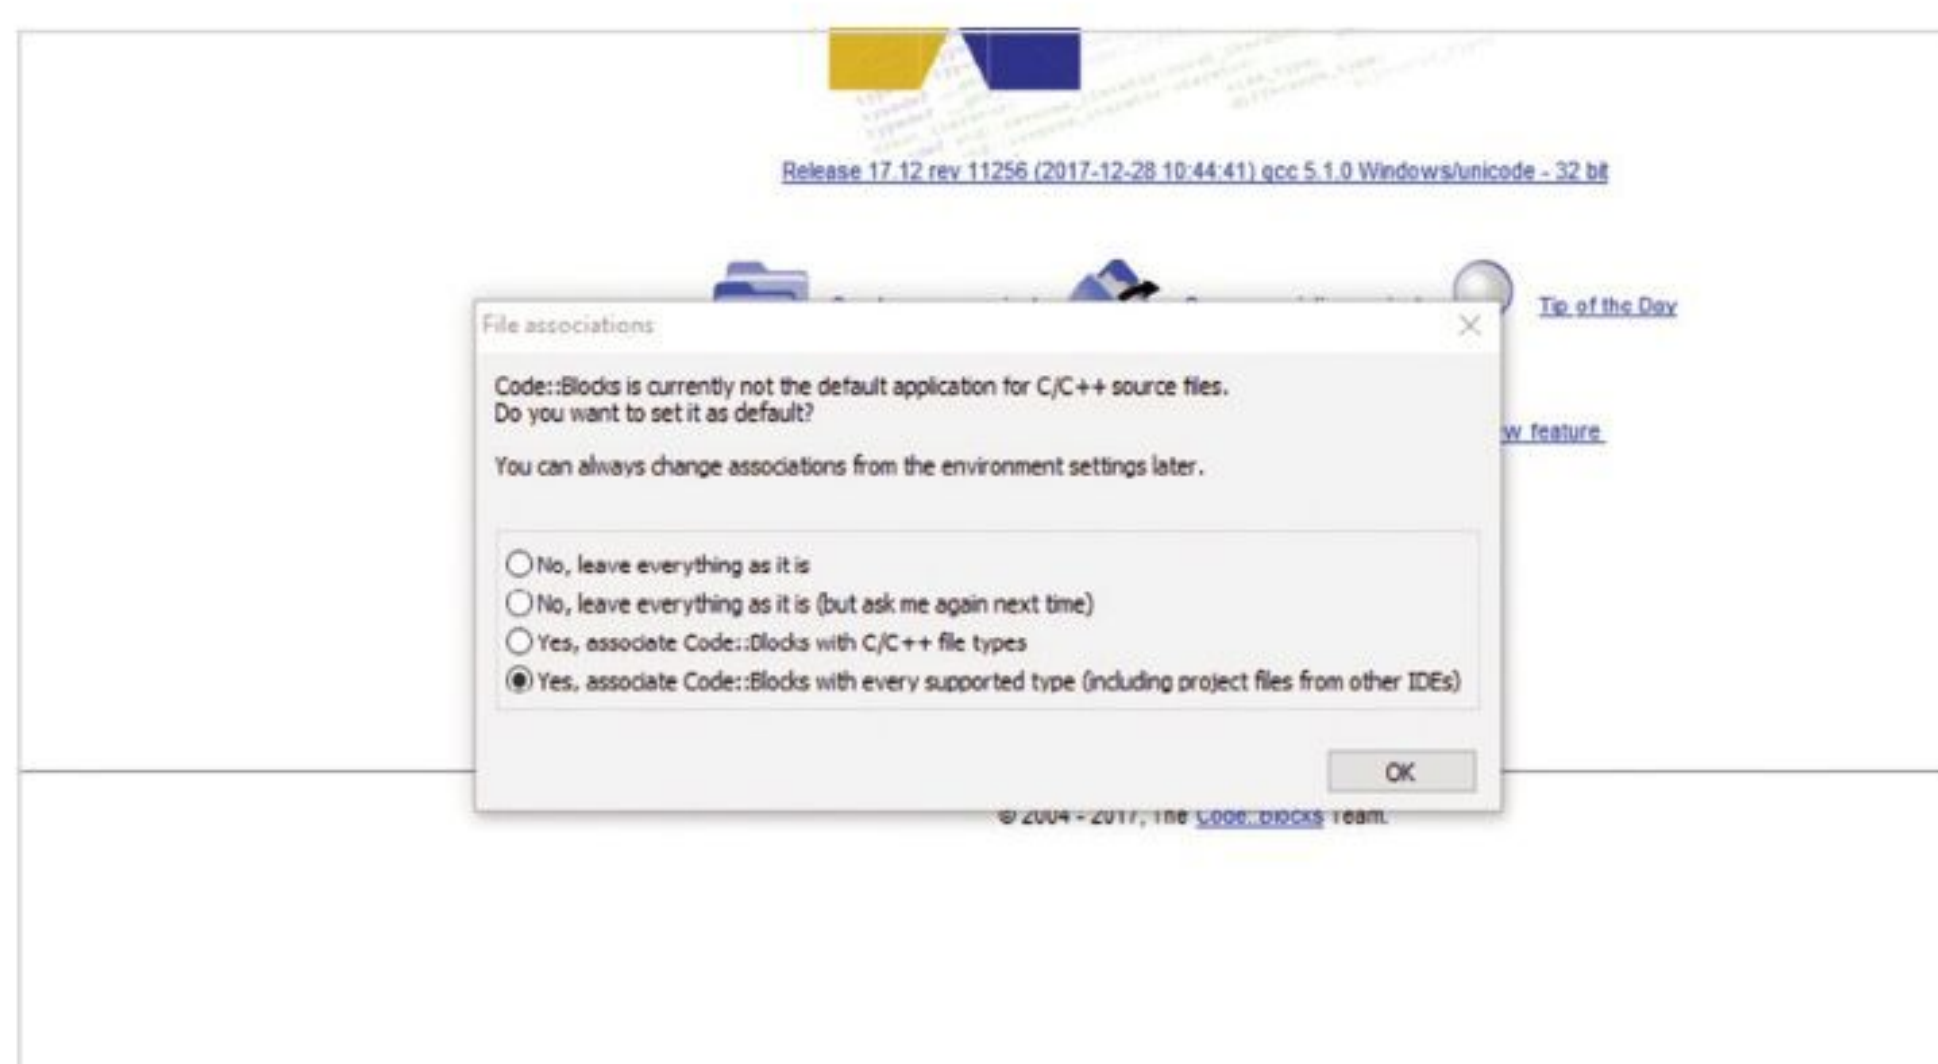 Release 17.12 rev 11256 (2017-12-28 10:44:41) gcc 5.1.0 Windows/unicode - 32 bit
Tip of the Day
File associations
Code::Blocks is currently not the default application for C/C++ source files.
Do you want to set it as default?
w feature
You can always change associations from the environment settings later.
No, leave everything as it is
No, leave everything as it is (but ask me again next time)
Yes, associate Code::Blocks with C/C++ file types
Yes, associate Code::Blocks with every supported type (including project files from other IDEs)
OK
© 2004 - 2017, The Code::Blocks Team.